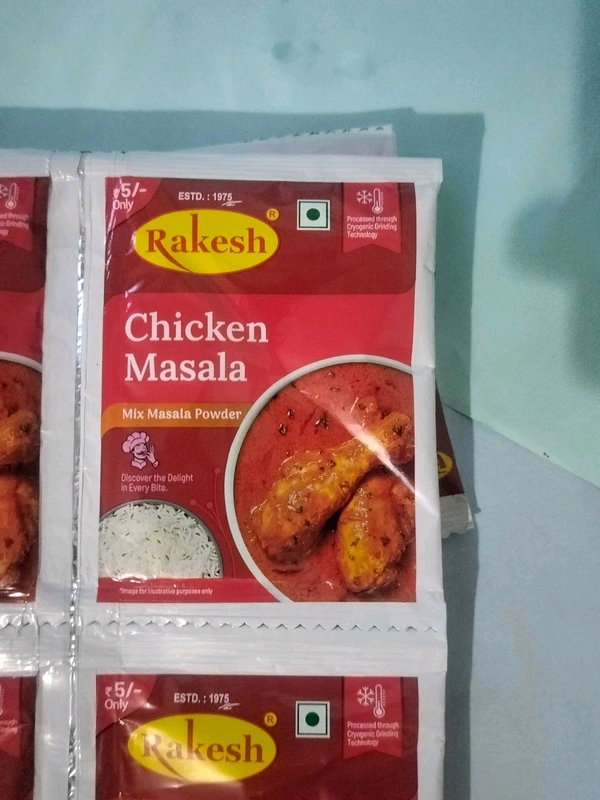 ₹5/-
Only
ESTD. : 1975
Rakesh®
Processed through
Cryogenic Grinding
Technology
Chicken
Masala
Mix Masala Powder
Discover the Delight
in Every Bite.
*Image for illustrative purposes only
₹5/-
Only
ESTD. : 1975
Rakesh®
Processed through
Cryogenic Grinding
Technology